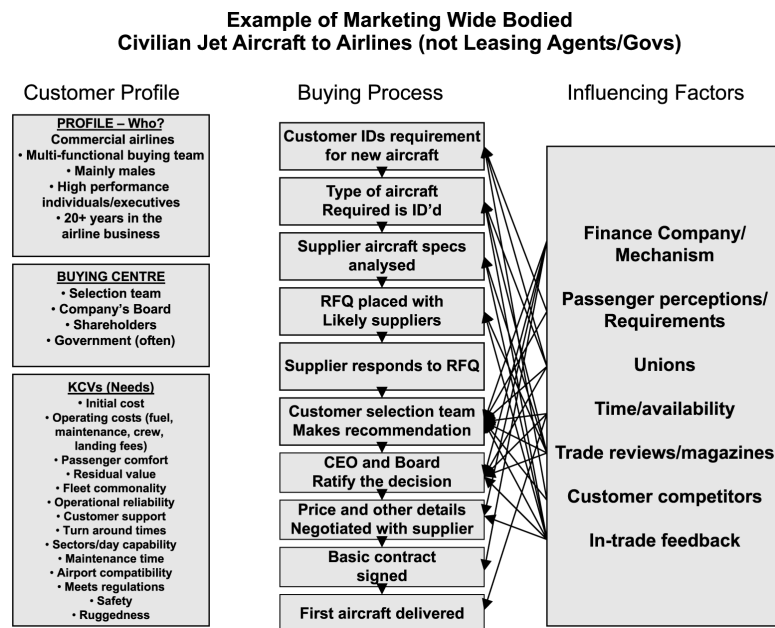 Example of Marketing Wide Bodied
Civilian Jet Aircraft to Airlines (not Leasing Agents/Govs)
Customer Profile
PROFILE – Who?
Commercial airlines
• Multi-functional buying team
• Mainly males
• High performance
individuals/executives
• 20+ years in the
airline business
BUYING CENTRE
• Selection team
• Company's Board
• Shareholders
• Government (often)
KCVs (Needs)
• Initial cost
• Operating costs (fuel,
maintenance, crew,
landing fees)
• Passenger comfort
• Residual value
• Fleet commonality
• Operational reliability
• Customer support
• Turn around times
• Sectors/day capability
• Maintenance time
• Airport compatibility
• Meets regulations
• Safety
• Ruggedness
Buying Process
Customer IDs requirement
for new aircraft
Type of aircraft
Required is ID'd
Supplier aircraft specs
analysed
RFQ placed with
Likely suppliers
Supplier responds to RFQ
Customer selection team
Makes recommendation
CEO and Board
Ratify the decision
Price and other details
Negotiated with supplier
Basic contract
signed
First aircraft delivered
Influencing Factors
Finance Company/
Mechanism
Passenger perceptions/
Requirements
Unions
Time/availability
Trade reviews/magazines
Customer competitors
In-trade feedback